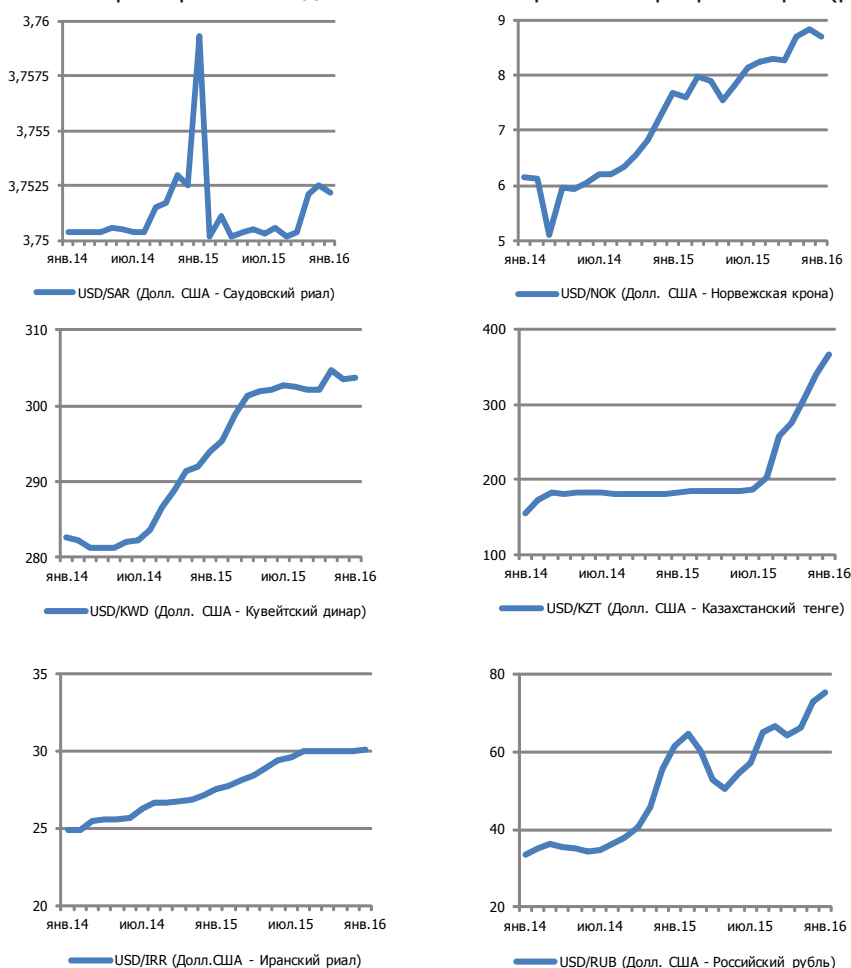 3,76
3,7575
3,755
3,7525
3,75
янв.14 июл.14 янв.15 июл.15 янв.16
USD/SAR (Долл. США - Саудовский риал)
9
8
7
6
5
янв.14 июл.14 янв.15 июл.15 янв.16
USD/NOK (Долл. США - Норвежская крона)
310
300
290
280
янв.14 июл.14 янв.15 июл.15 янв.16
USD/KWD (Долл. США - Кувейтский динар)
400
300
200
100
янв.14 июл.14 янв.15 июл.15 янв.16
USD/KZT (Долл. США - Казахстанский тенге)
35
30
25
20
янв.14 июл.14 янв.15 июл.15 янв.16
USD/IRR (Долл.США - Иранский риал)
80
60
40
20
янв.14 июл.14 янв.15 июл.15 янв.16
USD/RUB (Долл. США - Российский рубль)